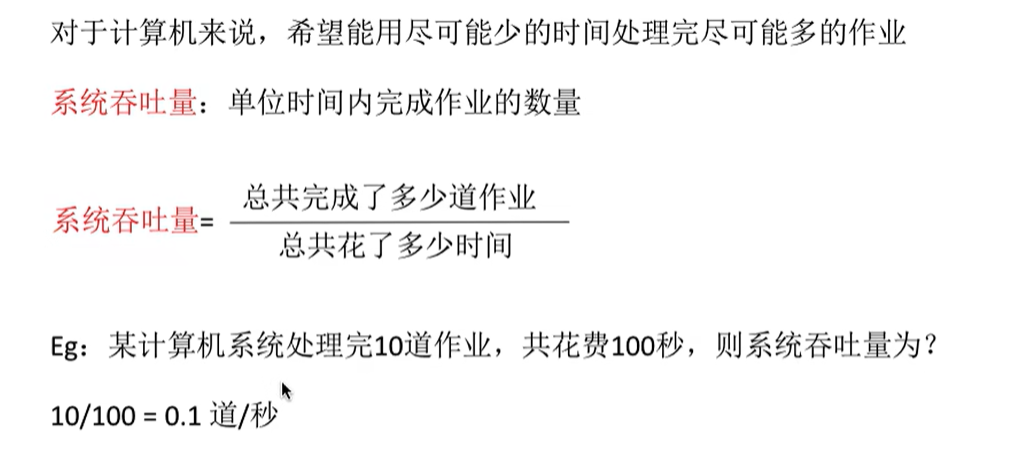 对于计算机来说，希望能用尽可能少的时间处理完尽可能多的作业
系统吞吐量：单位时间内完成作业的数量
系统吞吐量=
总共完成了多少道作业
总共花了多少时间
Eg：某计算机系统处理完10道作业，共花费100秒，则系统吞吐量为？
10/100 = 0.1 道/秒